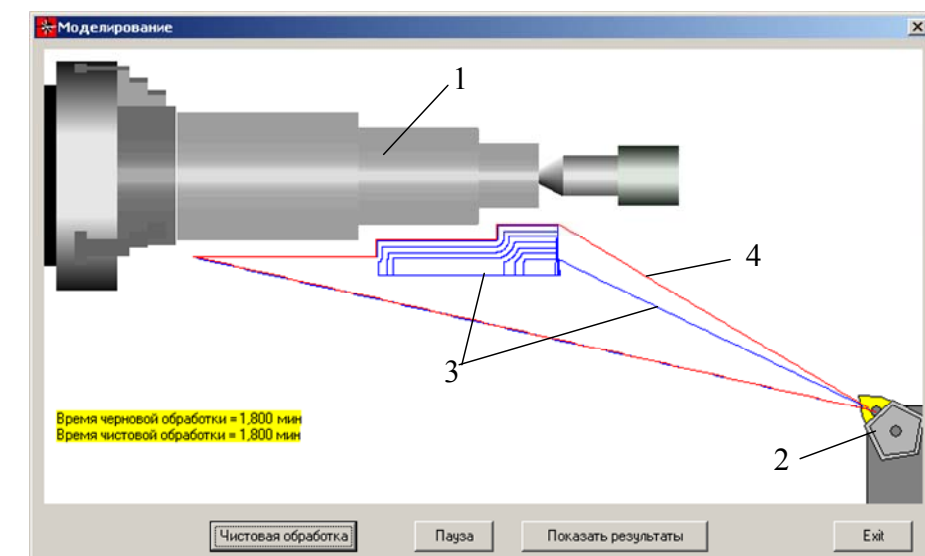 Моделирование
1
4
3
2
Время черновой обработки = 1,800 мин
Время чистовой обработки = 1,800 мин
Чистовая обработка
Пауза
Показать результаты
Exit